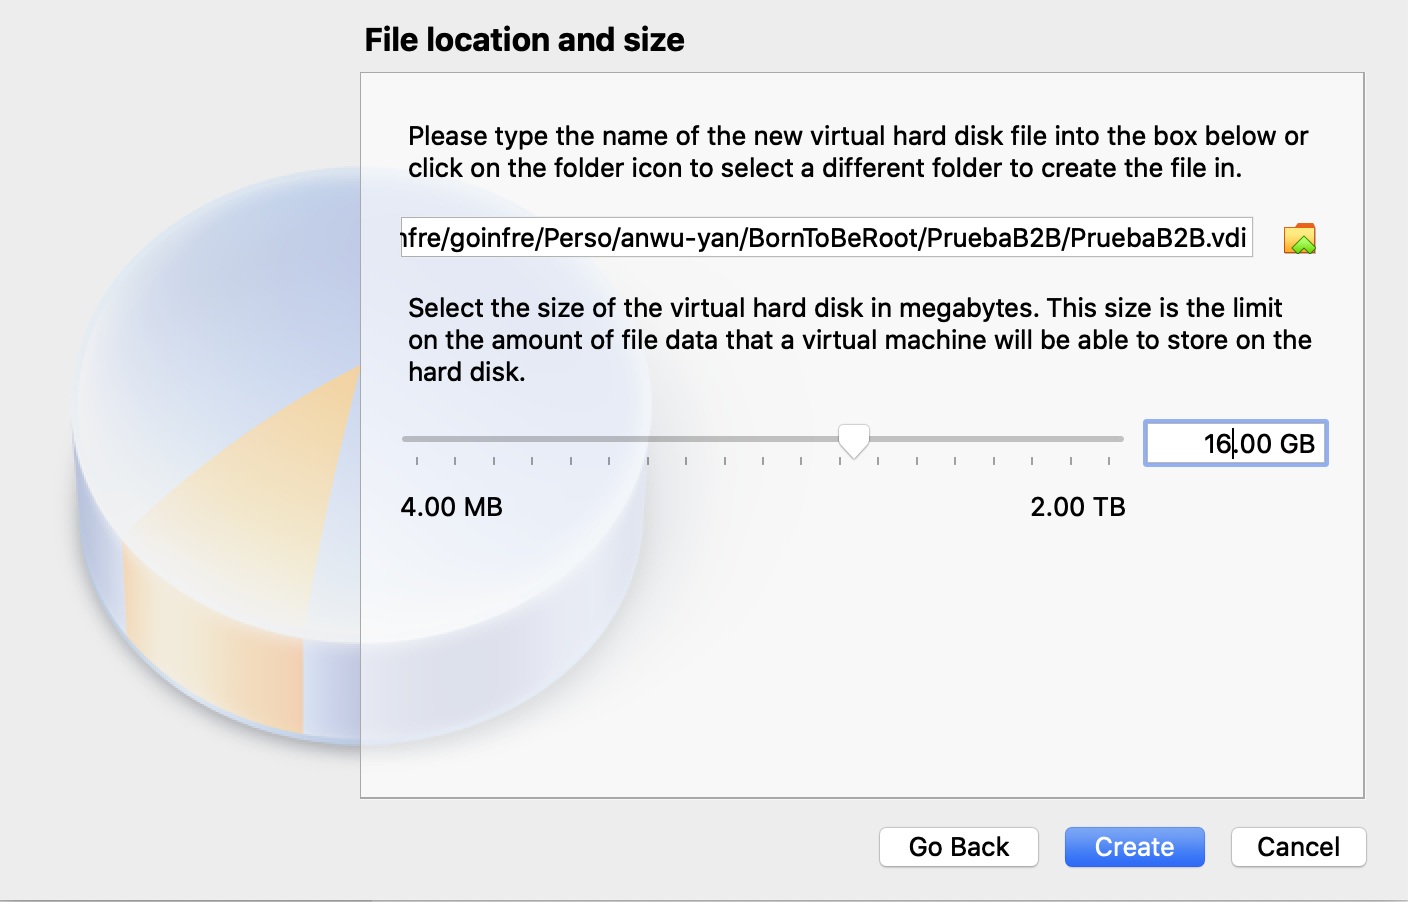 File location and size
Please type the name of the new virtual hard disk file into the box below or
click on the folder icon to select a different folder to create the file in.
nfre/goinfre/Perso/anwu-yan/BornToBeRoot/PruebaB2B/PruebaB2B.vdi
Select the size of the virtual hard disk in megabytes. This size is the limit
on the amount of file data that a virtual machine will be able to store on the
hard disk.
16.00 GB
4.00 MB 2.00 TB
Go Back Create Cancel